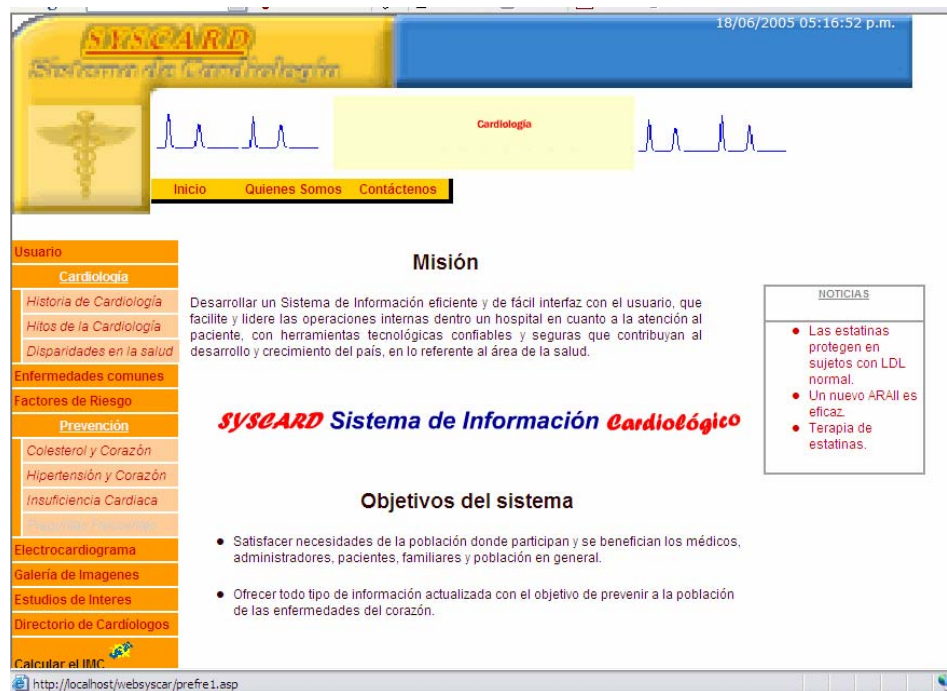 18/06/2005 05:16:52 p.m.
SYSCARD
Sistema de Cardiología
Cardiología
Inicio Quienes Somos Contáctenos
Usuario
Cardiología
Historia de Cardiología
Hitos de la Cardiología
Disparidades en la salud
Enfermedades comunes
Factores de Riesgo
Prevención
Colesterol y Corazón
Hipertensión y Corazón
Insuficiencia Cardiaca
Electrocardiograma
Galería de Imagenes
Estudios de Interes
Directorio de Cardíologos
Calcular el IMC
Misión
Desarrollar un Sistema de Información eficiente y de fácil interfaz con el usuario, que
facilite y lidere las operaciones internas dentro un hospital en cuanto a la atención al
paciente, con herramientas tecnológicas confiables y seguras que contribuyan al
desarrollo y crecimiento del país, en lo referente al área de la salud.
SYSCARD Sistema de Información Cardiológico
Objetivos del sistema
Satisfacer necesidades de la población donde participan y se benefician los médicos,
administradores, pacientes, familiares y población en general.
Ofrecer todo tipo de información actualizada con el objetivo de prevenir a la población
de las enfermedades del corazón.
NOTICIAS
Las estatinas
protegen en
sujetos con LDL
normal.
Un nuevo ARAII es
eficaz.
Terapia de
estatinas.
http://localhost/websyscar/prefre1.asp